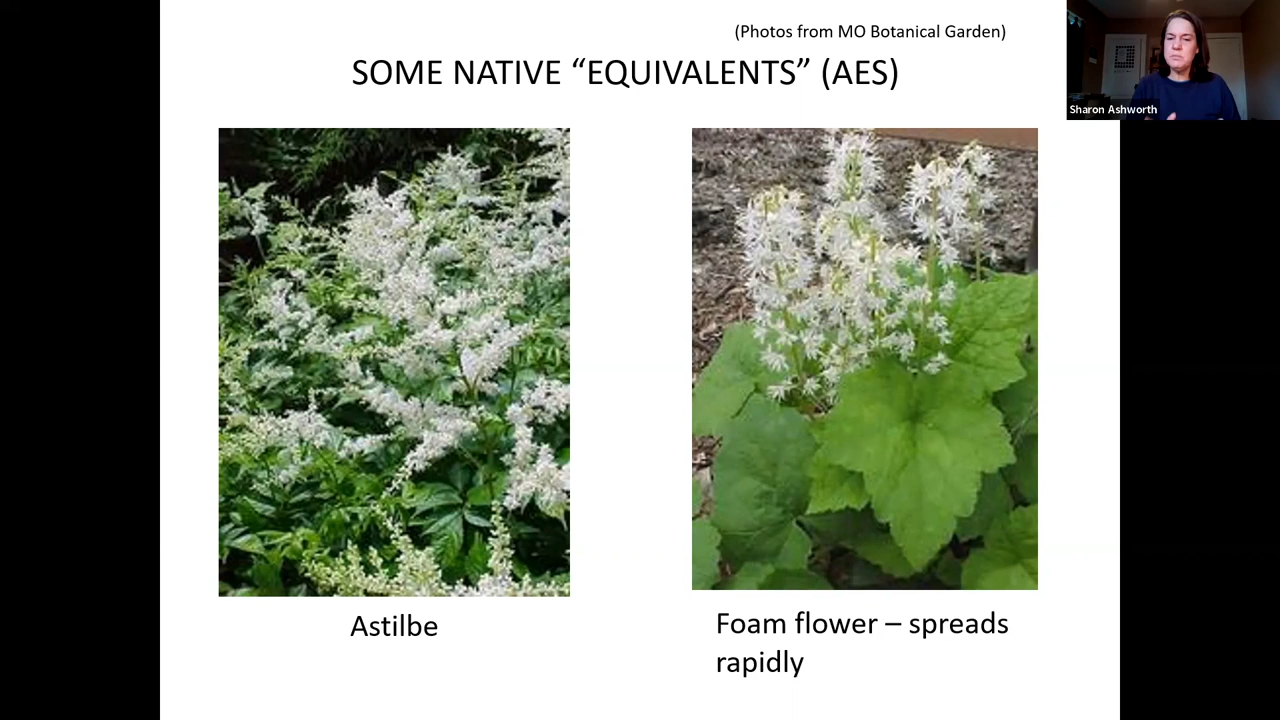 (Photos from MO Botanical Garden)
SOME NATIVE “EQUIVALENTS” (AES)
Sharon Ashworth
Astilbe
Foam flower – spreads
rapidly